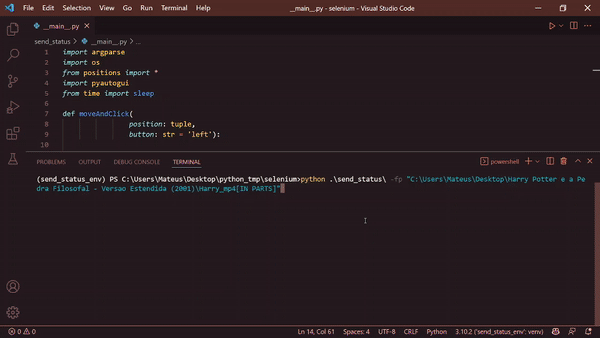 File Edit Selection View Go Run Terminal Help __main__.py - selenium - Visual Studio Code
__main__.py
send_status > __main__.py > ...
1 import argparse
2 import os
3 from positions import *
4 import pyautogui
5 from time import sleep
6
7 def moveAndClick(
8 position: tuple,
9 button: str = 'left'):
10
PROBLEMS OUTPUT DEBUG CONSOLE TERMINAL powershell
(send_status_env) PS C:\Users\Mateus\Desktop\python_tmp\selenium>python .\send_status\ -fp "C:\Users\Mateus\Desktop\Harry Potter e a Pe
dra Filosofal - Versao Estendida (2001)\Harry_mp4[IN PARTS]"
0 0 Ln 14, Col 61 Spaces: 4 UTF-8 CRLF Python 3.10.2 ('send_status_env': venv)